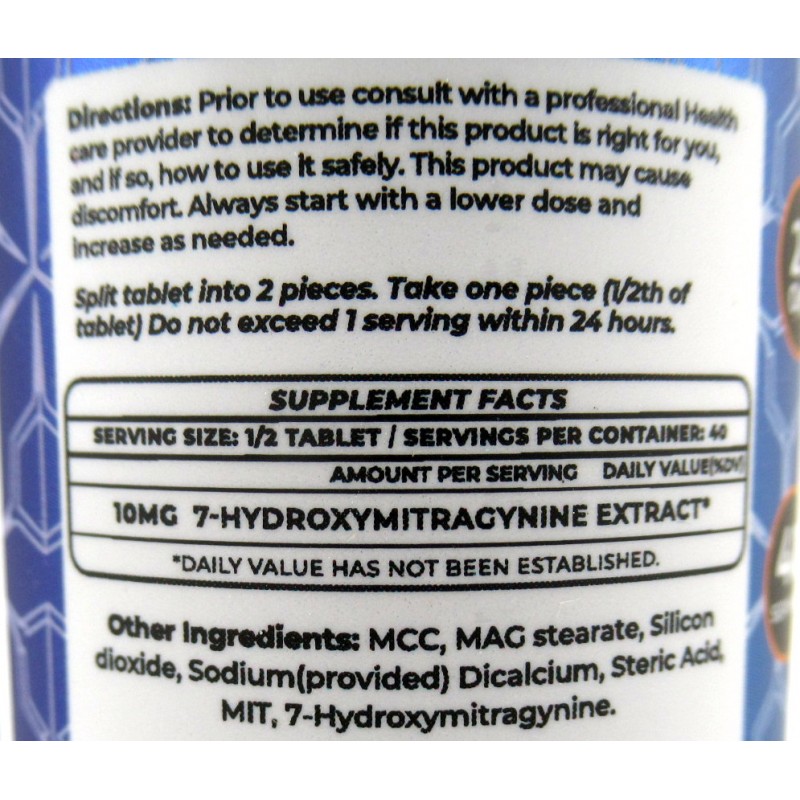 Directions: Prior to use consult with a professional Health
care provider to determine if this product is right for you,
and if so, how to use it safely. This product may cause
discomfort. Always start with a lower dose and
increase as needed.
Split tablet into 2 pieces. Take one piece (1/2th of
tablet) Do not exceed 1 serving within 24 hours.
SUPPLEMENT FACTS
SERVING SIZE: 1/2 TABLET / SERVINGS PER CONTAINER: 40
AMOUNT PER SERVING DAILY VALUE(%DV)
10MG 7-HYDROXYMITRAGYNINE EXTRACT*
*DAILY VALUE HAS NOT BEEN ESTABLISHED.
Other Ingredients: MCC, MAG stearate, Silicon
dioxide, Sodium(provided) Dicalcium, Steric Acid,
MIT, 7-Hydroxymitragynine.